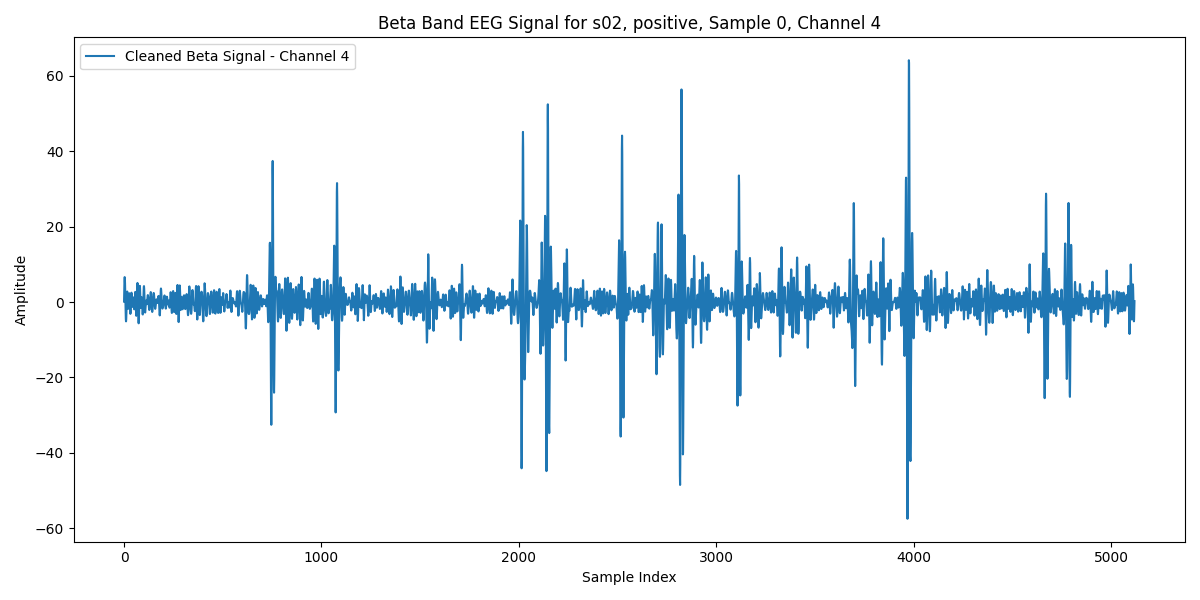 Beta Band EEG Signal for s02, positive, Sample 0, Channel 4
Cleaned Beta Signal - Channel 4
Amplitude
60
40
20
0
−20
−40
−60
0 1000 2000 3000 4000 5000
Sample Index